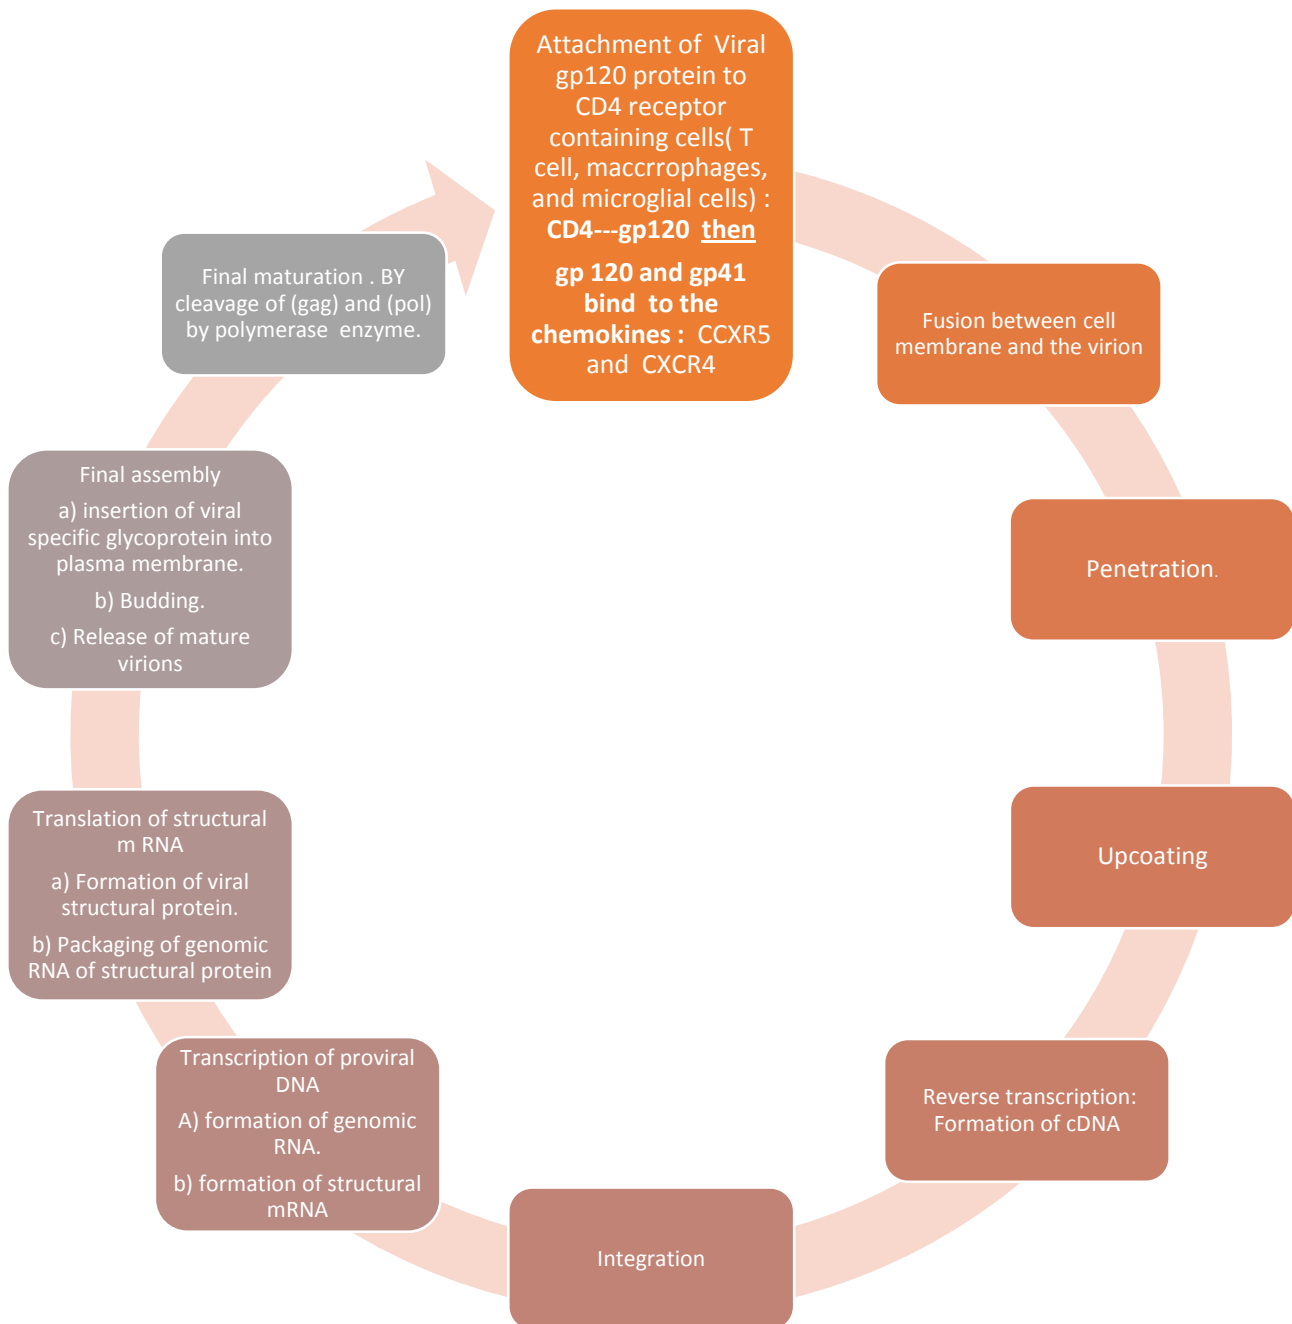 Attachment of Viral
gp120 protein to
CD4 receptor
containing cells( T
cell, maccrrophages,
and microglial cells) :
CD4---gp120 then
gp 120 and gp41
bind to the
chemokines : CCXR5
and CXCR4
Fusion between cell
membrane and the virion
Penetration.
Upcoating
Reverse transcription:
Formation of cDNA
Integration
Transcription of proviral
DNA
A) formation of genomic
RNA.
b) formation of structural
mRNA
Translation of structural
m RNA
a) Formation of viral
structural protein.
b) Packaging of genomic
RNA of structural protein
Final assembly
a) insertion of viral
specific glycoprotein into
plasma membrane.
b) Budding.
c) Release of mature
virions
Final maturation . BY
cleavage of (gag) and (pol)
by polymerase enzyme.